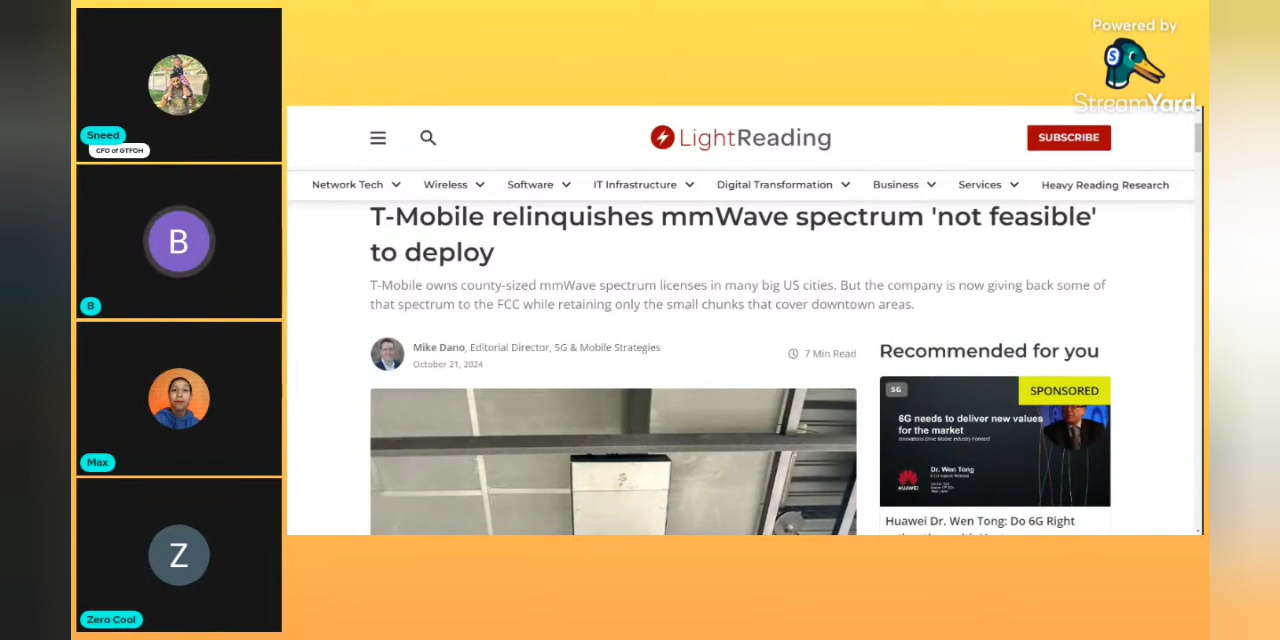 Powered by
StreamYard
Sneed
CFO of GTFOH
B
B
Max
Z
Zero Cool
LightReading
SUBSCRIBE
Network Tech
Wireless
Software
IT Infrastructure
Digital Transformation
Business
Services
Heavy Reading Research
T-Mobile relinquishes mmWave spectrum 'not feasible'
to deploy
T-Mobile owns county-sized mmWave spectrum licenses in many big US cities. But the company is now giving back some of
that spectrum to the FCC while retaining only the small chunks that cover downtown areas.
Mike Dano, Editorial Director, 5G & Mobile Strategies
October 21, 2024
7 Min Read
Recommended for you
5G
SPONSORED
6G needs to deliver new values
for the market
Dr. Wen Tong
HUAWEI
Huawei Dr. Wen Tong: Do 6G Right